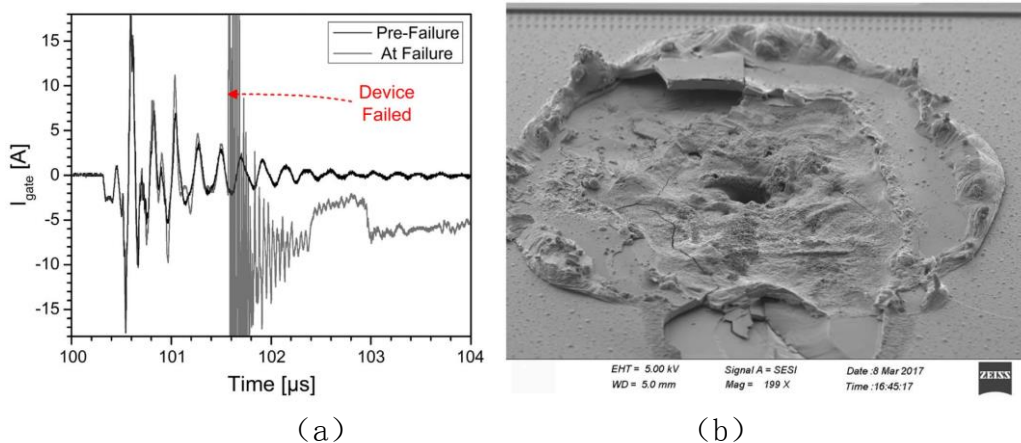 Pre-Failure
At Failure
Device
Failed
15
10
5
0
-5
-10
-15
I_gate [A]
100
101
102
103
104
Time [µs]
EHT = 5.00 kV
Signal A = SESI
Date :8 Mar 2017
WD = 5.0 mm
Mag = 199 X
Time :16:45:17
ZEISS
(a)
(b)